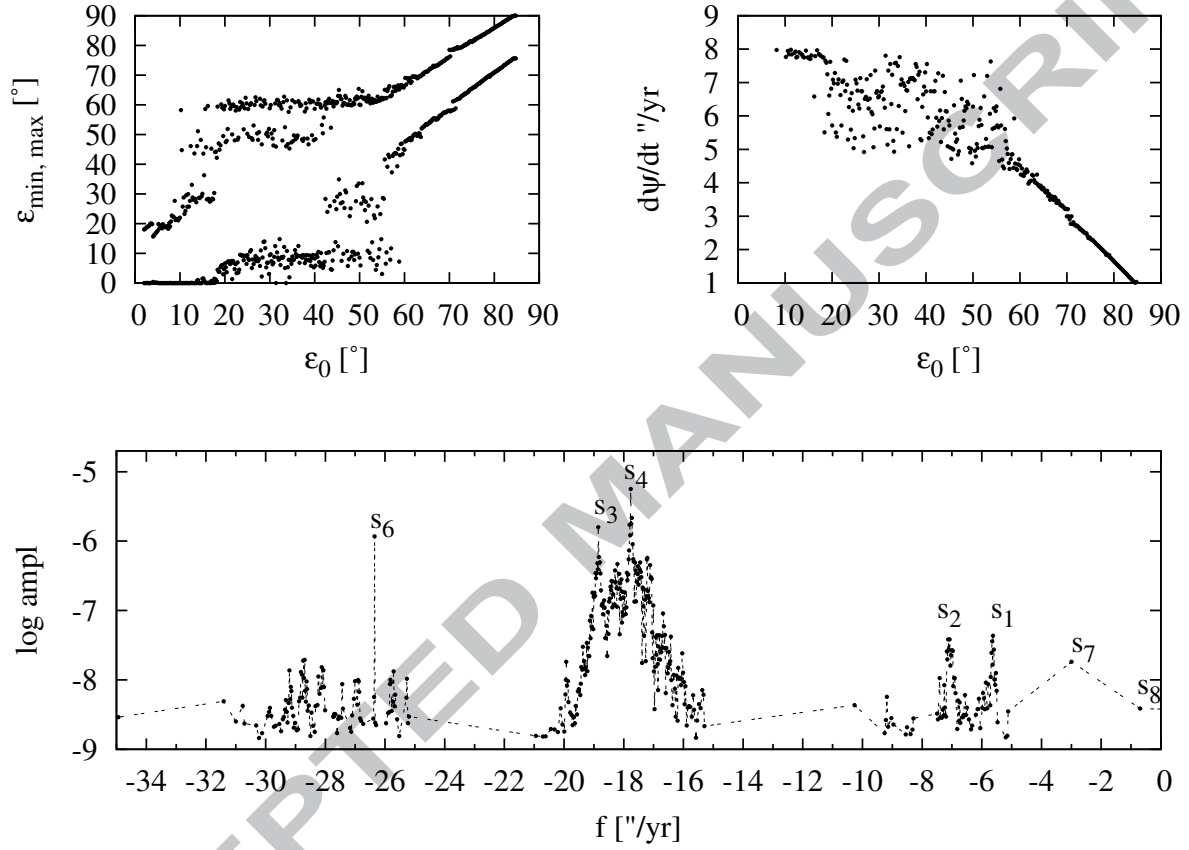 90
80
70
60
50
40
30
20
10
0
ε_min, max [°]
0 10 20 30 40 50 60 70 80 90
ε_0 [°]
9
8
7
6
5
4
3
2
1
dψ/dt "/yr
0 10 20 30 40 50 60 70 80 90
ε_0 [°]
-5
-6
-7
-8
-9
log ampl
s_6
s_3
s_4
s_2
s_1
s_7
s_8
-34 -32 -30 -28 -26 -24 -22 -20 -18 -16 -14 -12 -10 -8 -6 -4 -2 0
f ["/yr]
EPTED MANUSCRI